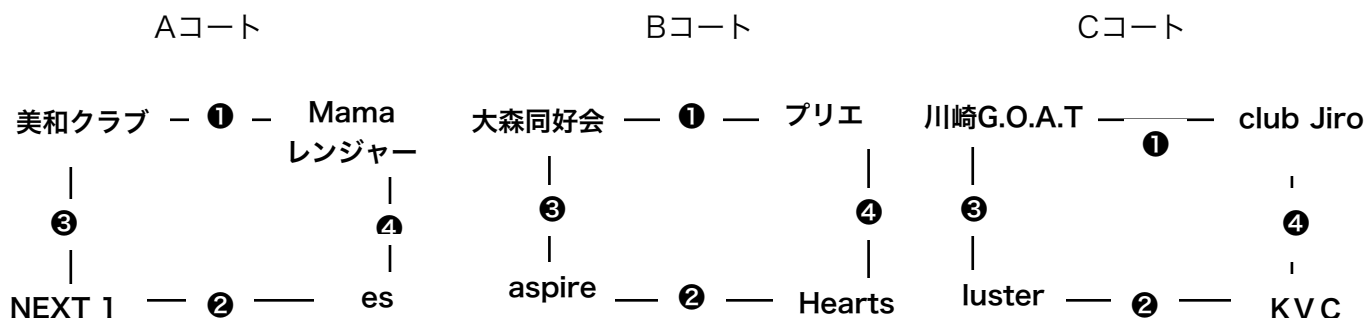 Aコート Bコート Cコート
美和クラブ ❶ Mama レンジャー 大森同好会 ❶ プリエ 川崎G.O.A.T ❶ club Jiro
❸ ❹ ❸ ❹ ❸ ❹
NEXT 1 ❷ es aspire ❷ Hearts luster ❷ KVC